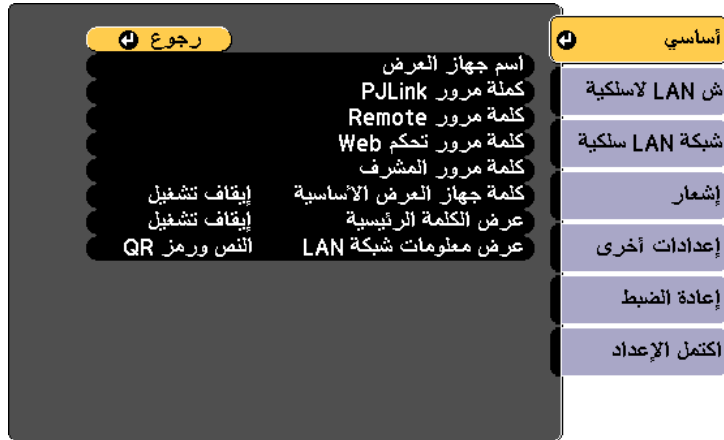 أساسي
ش LAN لاسلكية
شبكة LAN سلكية
إشعار
إعدادات أخرى
إعادة الضبط
اكتمل الإعداد
رجوع
اسم جهاز العرض
كملة مرور PJLink
كلمة مرور Remote
كلمة مرور تحكم Web
كلمة مرور المشرف
كلمة جهاز العرض الأساسية إيقاف تشغيل
عرض الكلمة الرئيسية إيقاف تشغيل
عرض معلومات شبكة LAN النص ورمز QR